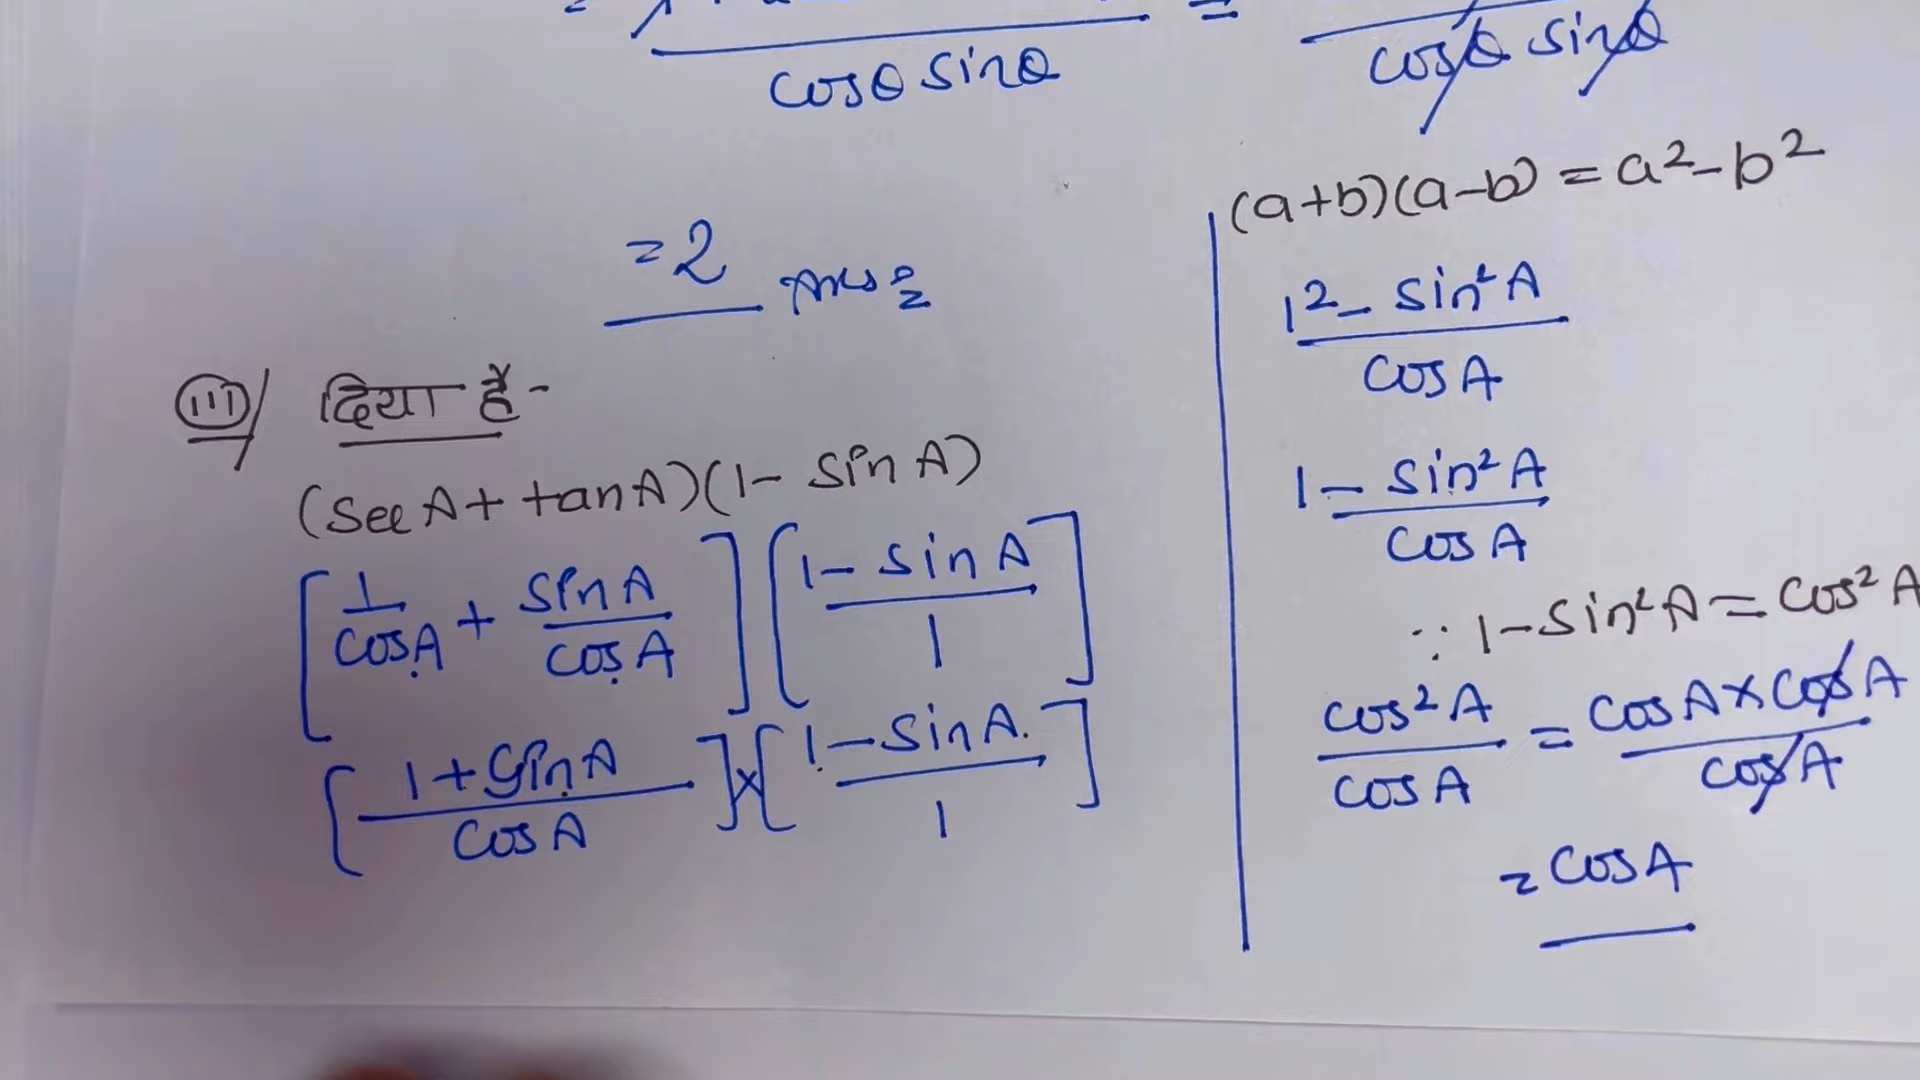 cosθ sinθ = cosθ sinθ
= 2 Ans
(iii) दिया है -
(Sec A + tan A)(1 - Sin A)
[1/cosA + Sin A/cos A] [1 - Sin A/1]
[1 + Sin A/cos A] × [1 - Sin A/1]
(a+b)(a-b) = a² - b²
1² - Sin²A/cos A
1 - Sin²A/cos A
∵ 1 - Sin²A = Cos²A
cos²A/cos A = cos A × cos A/cos A
= cos A